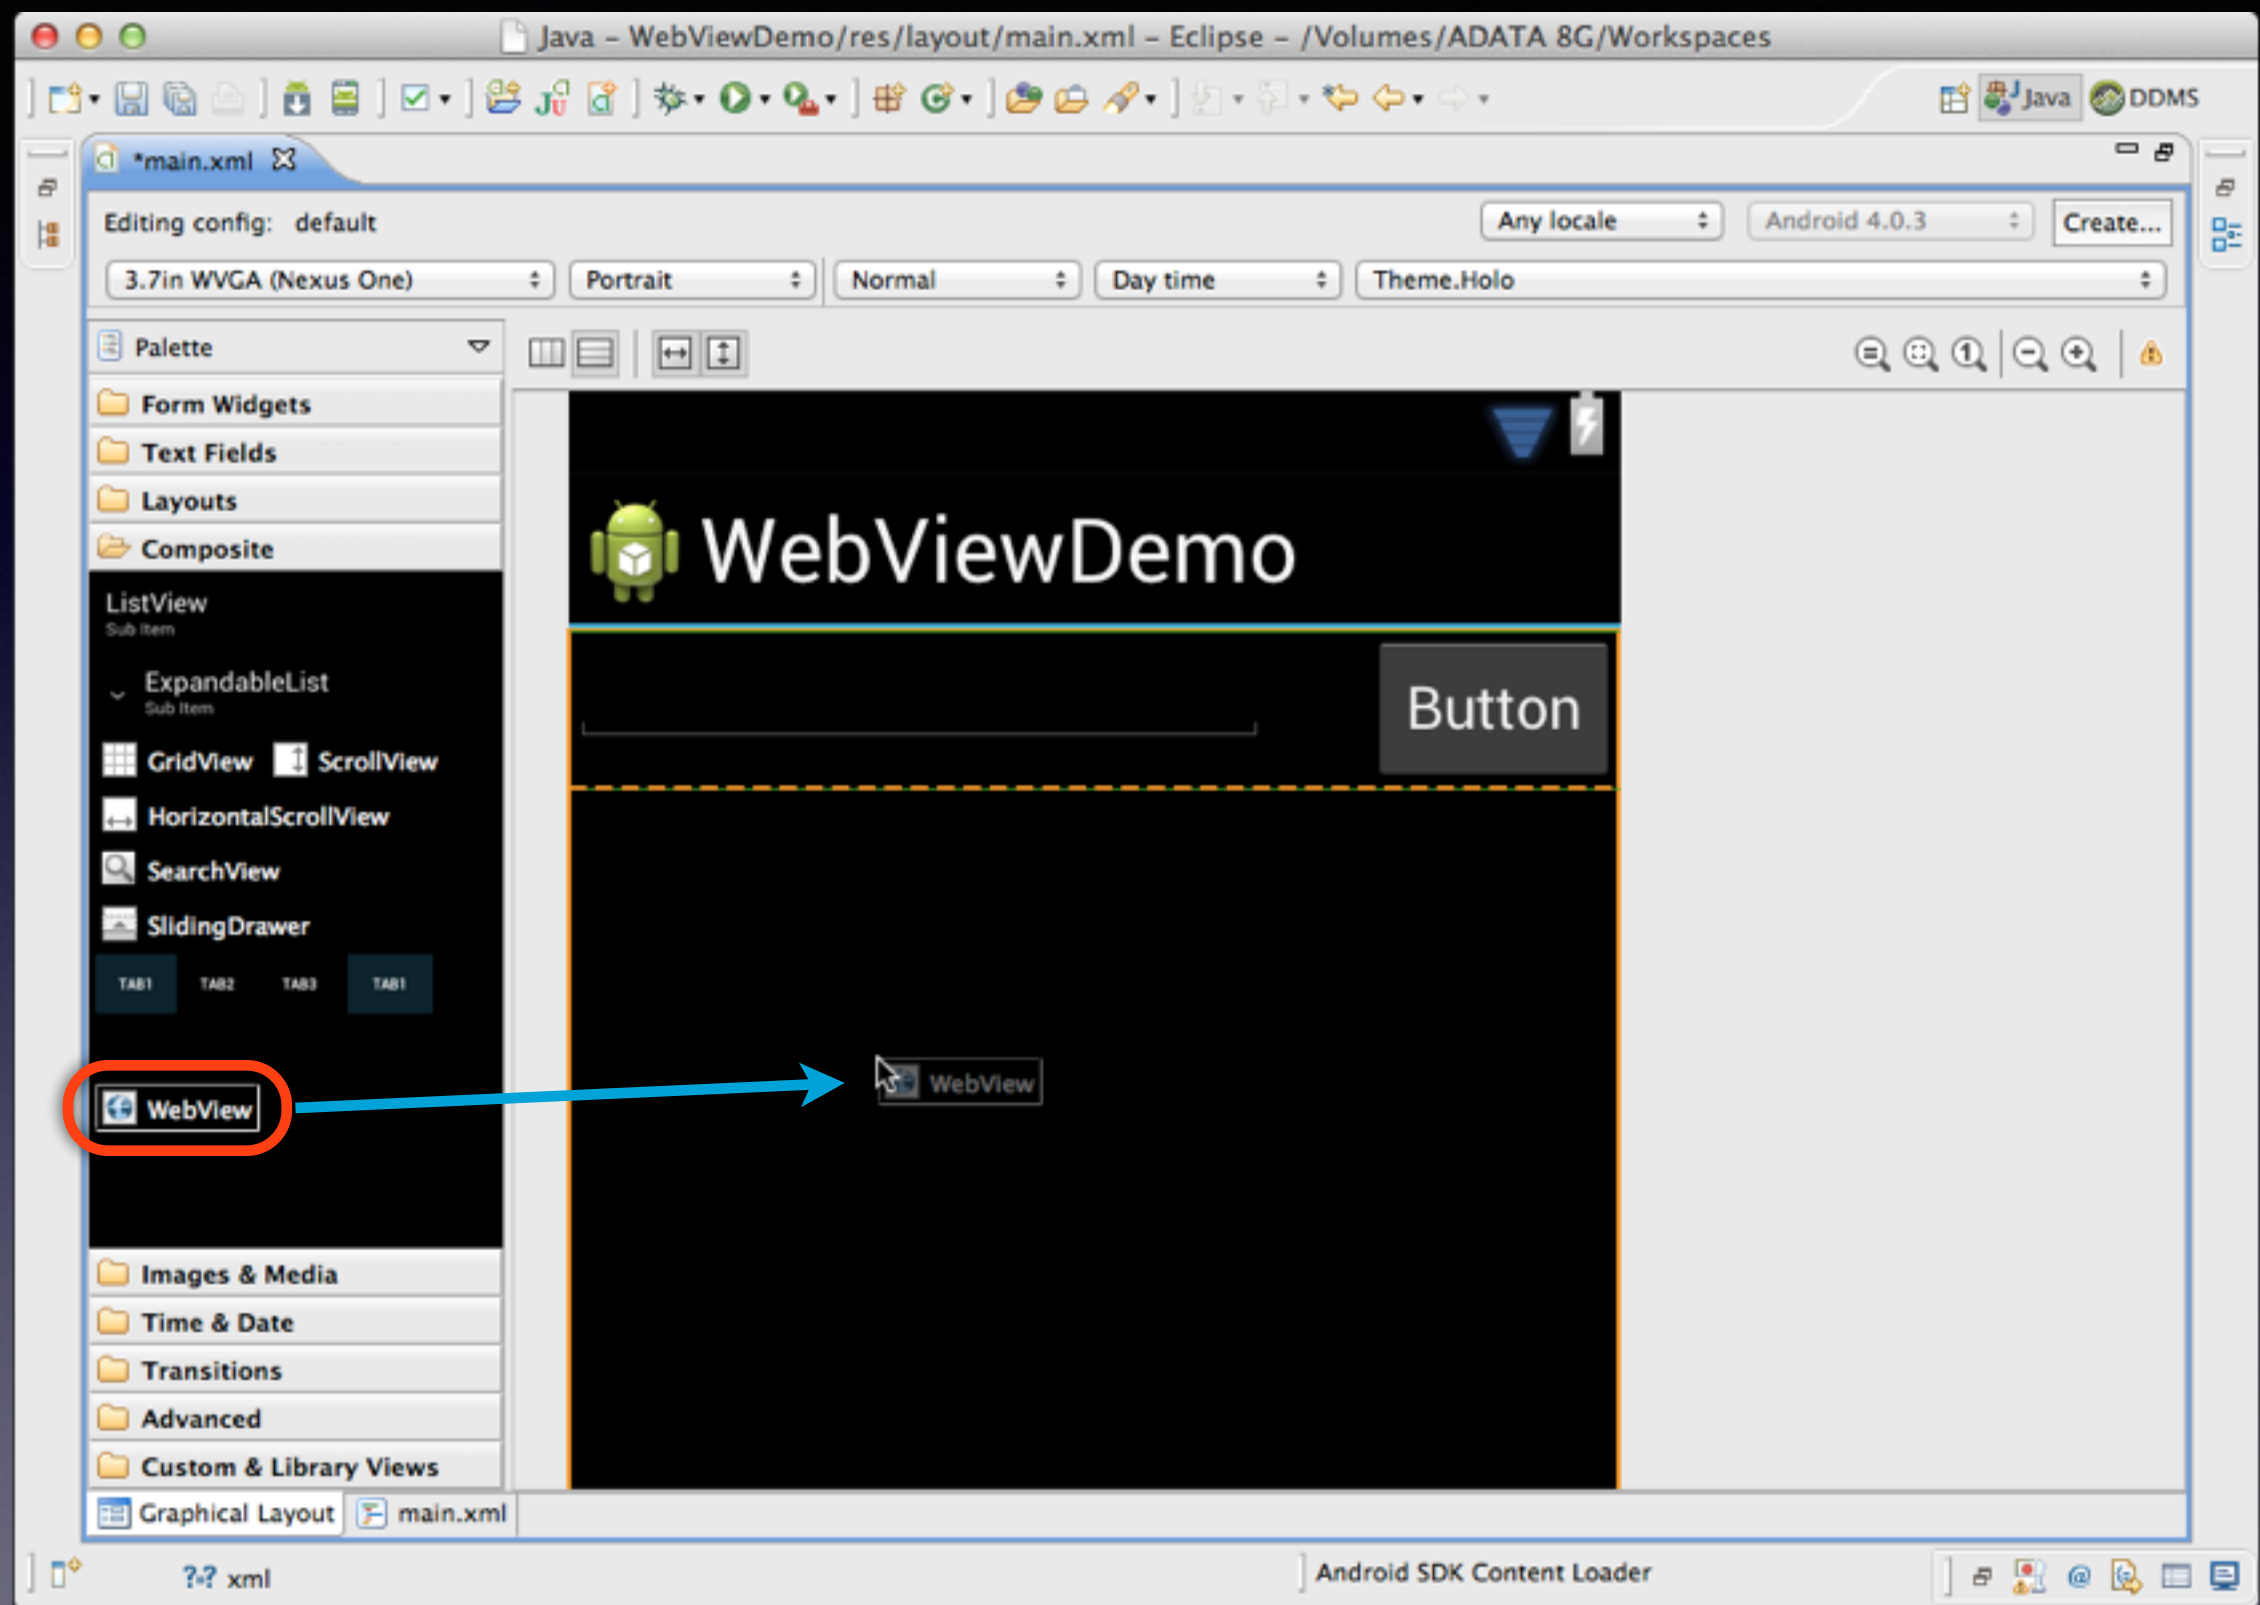 Java – WebViewDemo/res/layout/main.xml – Eclipse – /Volumes/ADATA 8G/Workspaces
Java DDMS
*main.xml
Editing config: default Any locale Android 4.0.3 Create...
3.7in WVGA (Nexus One) Portrait Normal Day time Theme.Holo
Palette
Form Widgets
Text Fields
Layouts
Composite
ListView
Sub Item
ExpandableList
Sub Item
GridView ScrollView
HorizontalScrollView
SearchView
SlidingDrawer
TAB1 TAB2 TAB3 TAB1
WebView
Images & Media
Time & Date
Transitions
Advanced
Custom & Library Views
WebViewDemo
Button
WebView
Graphical Layout main.xml
?-? xml
Android SDK Content Loader